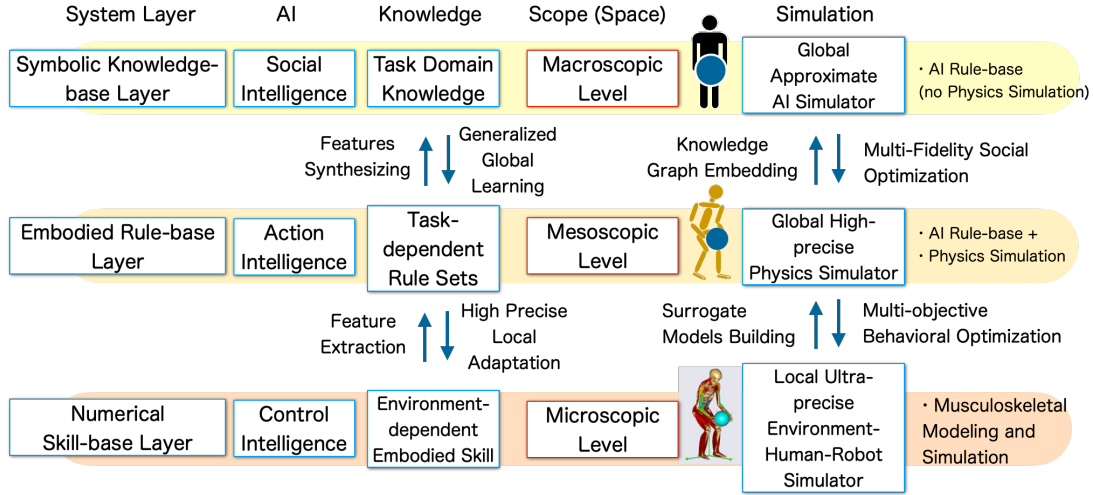 System Layer
AI
Knowledge
Scope (Space)
Simulation
Symbolic Knowledge-
base Layer
Social
Intelligence
Task Domain
Knowledge
Macroscopic
Level
Global
Approximate
AI Simulator
・AI Rule-base
(no Physics Simulation)
Features
Synthesizing
Generalized
Global
Learning
Knowledge
Graph Embedding
Multi-Fidelity Social
Optimization
Embodied Rule-base
Layer
Action
Intelligence
Task-
dependent
Rule Sets
Mesoscopic
Level
Global High-
precise
Physics Simulator
・AI Rule-base +
・Physics Simulation
Feature
Extraction
High Precise
Local
Adaptation
Surrogate
Models Building
Multi-objective
Behavioral Optimization
Numerical
Skill-base Layer
Control
Intelligence
Environment-
dependent
Embodied Skill
Microscopic
Level
Local Ultra-
precise
Environment-
Human-Robot
Simulator
・Musculoskeletal
Modeling and
Simulation